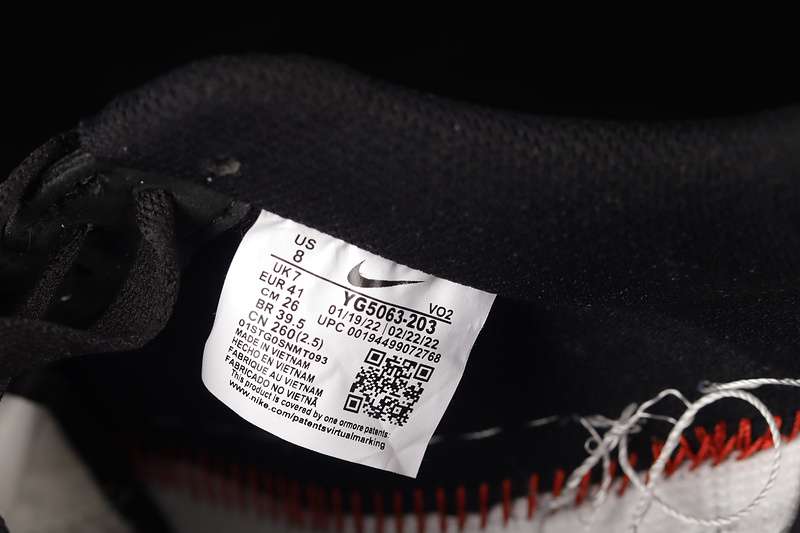 US
8
UK 7
EUR 41
CM 26
BR 39.5
CN 260(2.5)
01STG0SNMT093
MADE IN VIETNAM
HECHO EN VIETNAM
FABRIQUE AU VIETNAM
FABRICADO NO VIETNÃ
This product is covered by one ormore patents:
www.nike.com/patentsvirtualmarking
VO2
YG5063-203
01/19/22 | 02/22/22
UPC 00194499072768